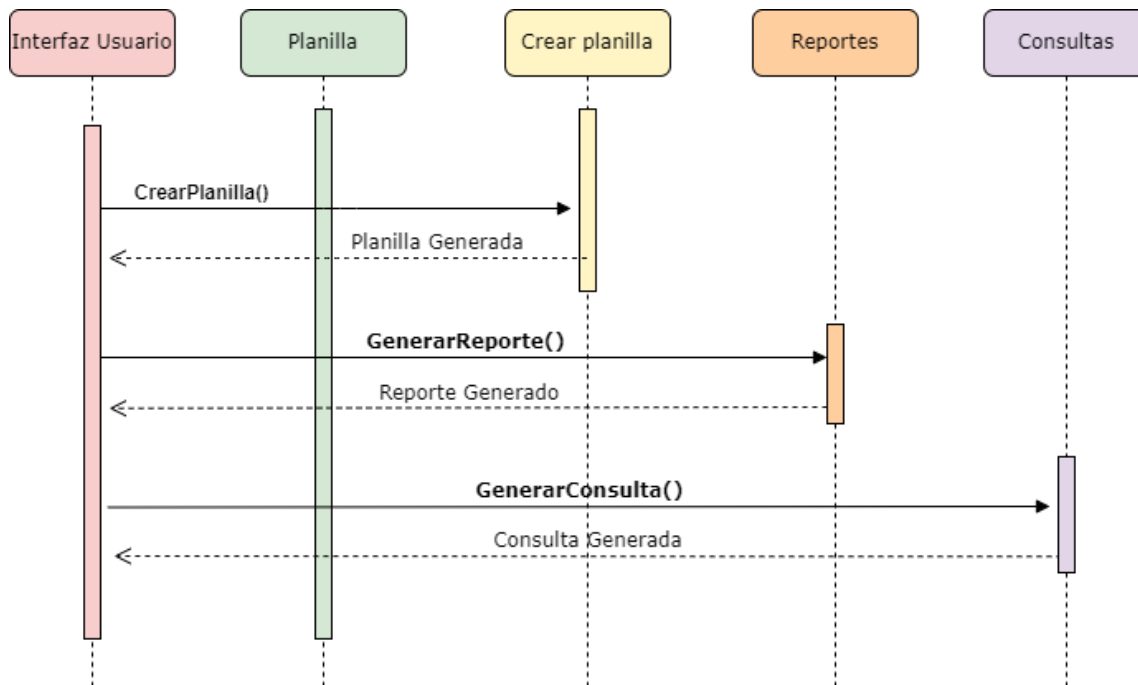 Interfaz Usuario
Planilla
Crear planilla
Reportes
Consultas
CrearPlanilla()
Planilla Generada
GenerarReporte()
Reporte Generado
GenerarConsulta()
Consulta Generada